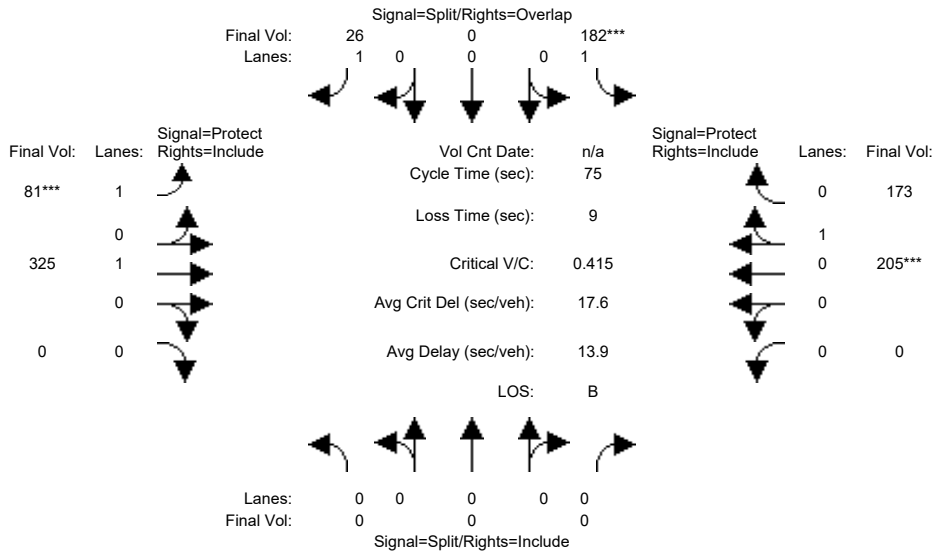 Signal=Split/Rights=Overlap
Final Vol: 26 0 182***
Lanes: 1 0 0 0 1
Signal=Protect
Final Vol: Lanes: Rights=Include
Vol Cnt Date: n/a
Signal=Protect
Rights=Include Lanes: Final Vol:
Cycle Time (sec): 75
81*** 1
0 173
Loss Time (sec): 9
0
1
325 1
Critical V/C: 0.415
0 205***
0
Avg Crit Del (sec/veh): 17.6
0
0 0
Avg Delay (sec/veh): 13.9
0 0
LOS: B
Lanes: 0 0 0 0 0
Final Vol: 0 0 0
Signal=Split/Rights=Include